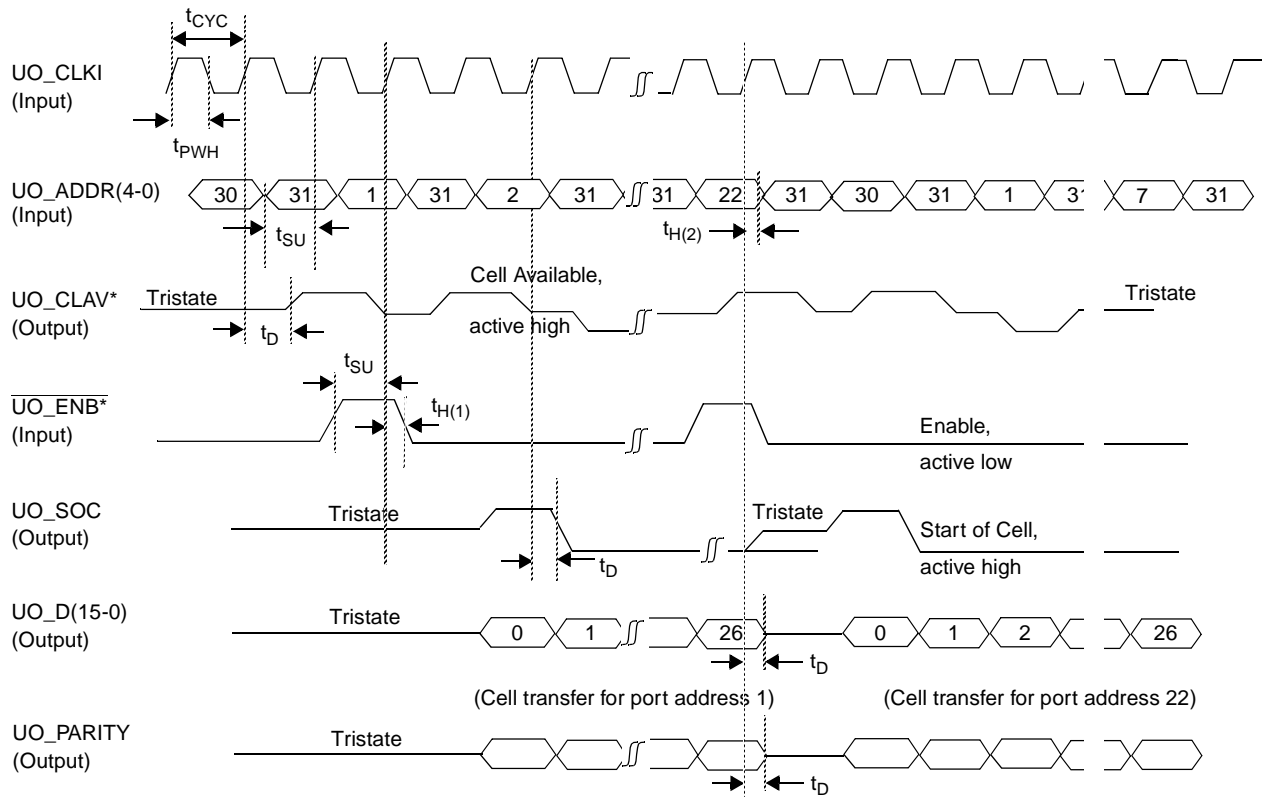 tCYC
UO_CLKI
(Input)
tPWH
UO_ADDR(4-0)
(Input)
30 31 1 31 2 31 31 22 31 30 31 1 31 7 31
tSU
tH(2)
UO_CLAV*
(Output)
Tristate
Cell Available,
active high
Tristate
tD
tSU
UO_ENB*
(Input)
tH(1)
Enable,
active low
UO_SOC
(Output)
Tristate
Tristate
Start of Cell,
active high
tD
UO_D(15-0)
(Output)
Tristate
0 1 26 0 1 2 26
tD
(Cell transfer for port address 1) (Cell transfer for port address 22)
UO_PARITY
(Output)
Tristate
tD